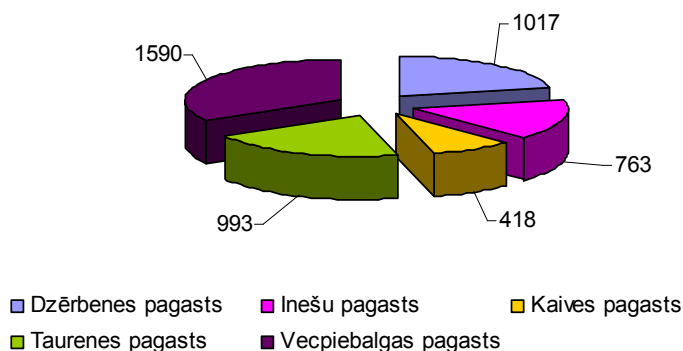 1017
1590
763
418
993
Dzērbenes pagasts Inešu pagasts Kaives pagasts
Taurenes pagasts Vecpiebalgas pagasts